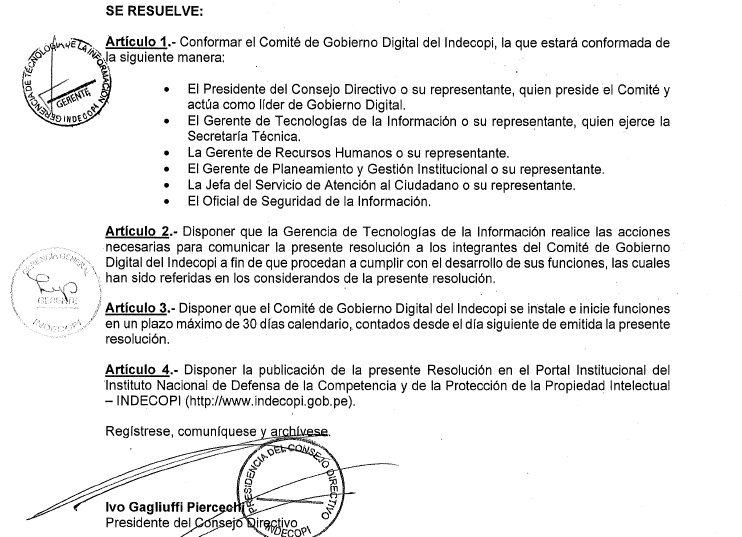 SE RESUELVE:
Artículo 1.- Conformar el Comité de Gobierno Digital del Indecopi, la que estará conformada de
la siguiente manera:
• El Presidente del Consejo Directivo o su representante, quien preside el Comité y
actúa como líder de Gobierno Digital.
• El Gerente de Tecnologías de la Información o su representante, quien ejerce la
Secretaría Técnica.
• La Gerente de Recursos Humanos o su representante.
• El Gerente de Planeamiento y Gestión Institucional o su representante.
• La Jefa del Servicio de Atención al Ciudadano o su representante.
• El Oficial de Seguridad de la Información.
GERENCIA DE TECNOLOGÍA DE LA INFORMACIÓN
GERENTE
INDECOPI
Artículo 2.- Disponer que la Gerencia de Tecnologías de la Información realice las acciones
necesarias para comunicar la presente resolución a los integrantes del Comité de Gobierno
Digital del Indecopi a fin de que procedan a cumplir con el desarrollo de sus funciones, las cuales
han sido referidas en los considerandos de la presente resolución.
GERENCIA GENERAL
GERENTE
INDECOPI
Artículo 3.- Disponer que el Comité de Gobierno Digital del Indecopi se instale e inicie funciones
en un plazo máximo de 30 días calendario, contados desde el día siguiente de emitida la presente
resolución.
Artículo 4.- Disponer la publicación de la presente Resolución en el Portal Institucional del
Instituto Nacional de Defensa de la Competencia y de la Protección de la Propiedad Intelectual
– INDECOPI (http://www.indecopi.gob.pe).
Regístrese, comuníquese y archívese.
PRESIDENCIA DEL CONSEJO DIRECTIVO
INDECOPI
Ivo Gagliuffi Piercechi
Presidente del Consejo Directivo